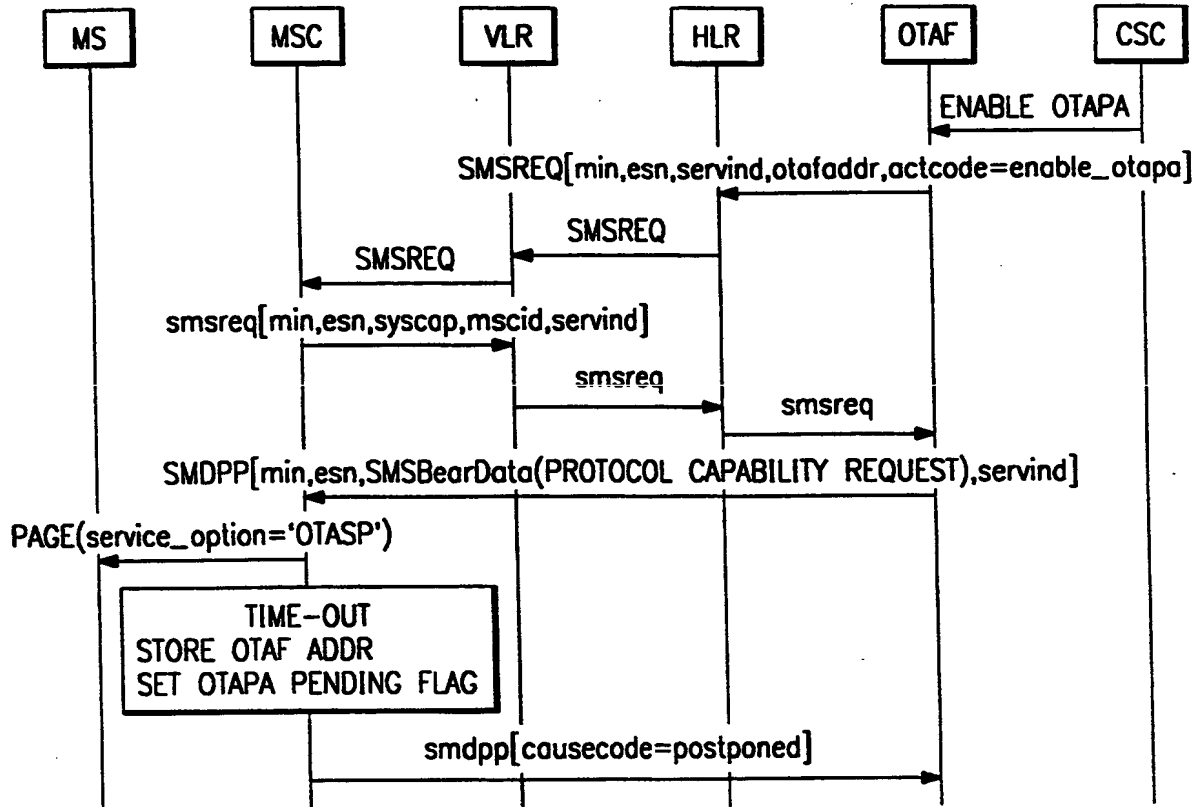 MS MSC VLR HLR OTAF CSC
ENABLE OTAPA
SMSREQ[min,esn,servind,otafaddr,actcode=enable_otapa]
SMSREQ
SMSREQ
smsreq[min,esn,syscap,mscid,servind]
smsreq
smsreq
SMDPP[min,esn,SMSBearData(PROTOCOL CAPABILITY REQUEST),servind]
PAGE(service_option='OTASP')
TIME-OUT
STORE OTAF ADDR
SET OTAPA PENDING FLAG
smdpp[causecode=postponed]